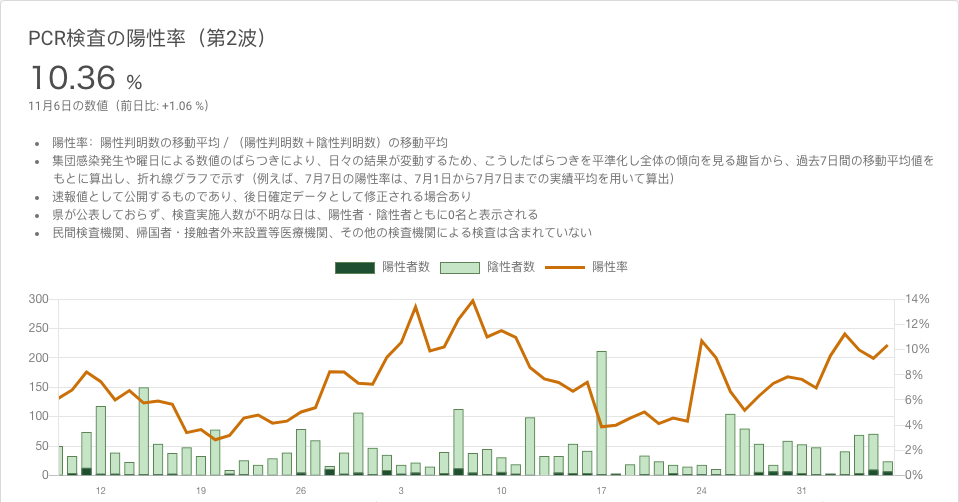 PCR検査の陽性率（第2波）
10.36 %
11月6日の数値（前日比: +1.06 %）
• 陽性率：陽性判明数の移動平均 / （陽性判明数＋陰性判明数）の移動平均
• 集団感染発生や曜日による数値のばらつきにより、日々の結果が変動するため、こうしたばらつきを平準化し全体の傾向を見る趣旨から、過去7日間の移動平均値を
もとに算出し、折れ線グラフで示す（例えば、7月7日の陽性率は、7月1日から7月7日までの実績平均を用いて算出）
• 速報値として公開するものであり、後日確定データとして修正される場合あり
• 県が公表しておらず、検査実施人数が不明な日は、陽性者・陰性者ともに0名と表示される
• 民間検査機関、帰国者・接触者外来設置等医療機関、その他の検査機関による検査は含まれていない
陽性者数 陰性者数 陽性率
300 14%
250 12%
200 10%
150 8%
100 6%
50 4%
0 2%
0%
12 19 26 3 10 17 24 31